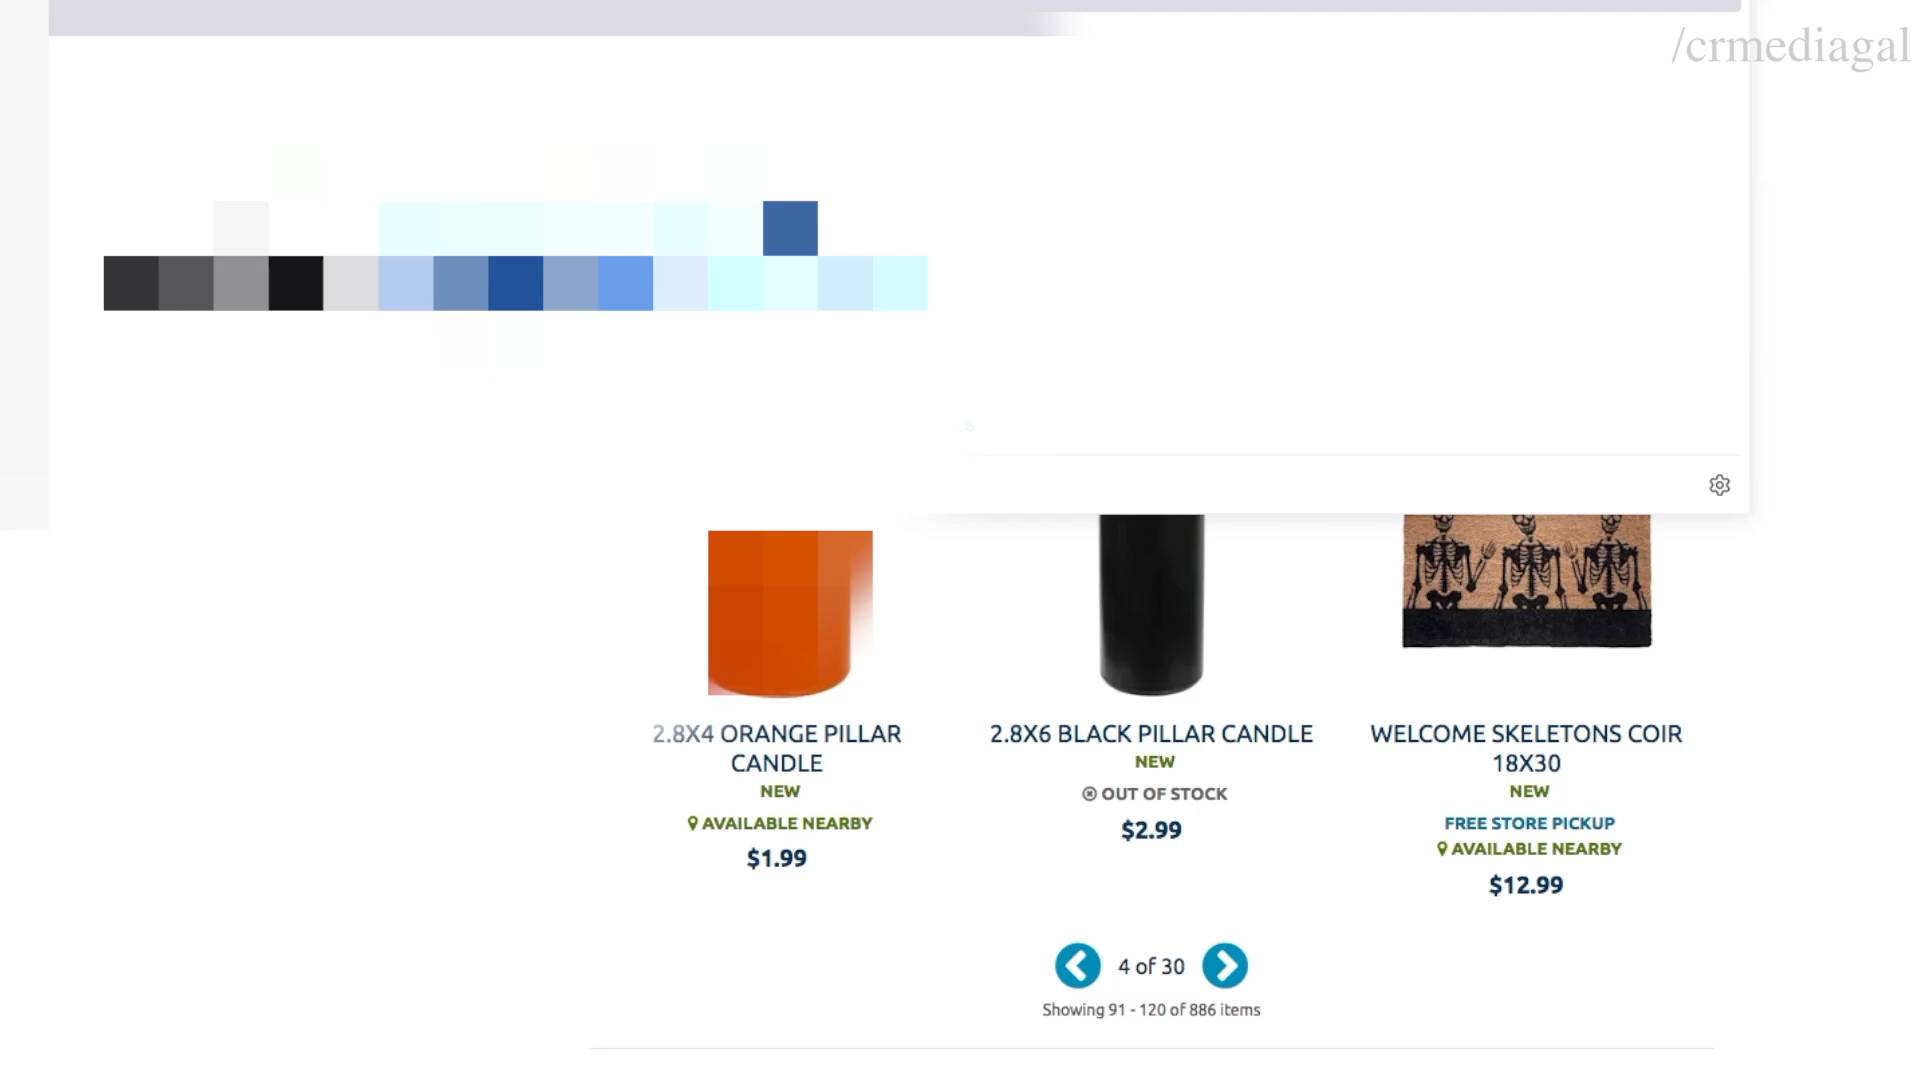 /crmediagal
2.8X4 ORANGE PILLAR
CANDLE
NEW
AVAILABLE NEARBY
$1.99
2.8X6 BLACK PILLAR CANDLE
NEW
OUT OF STOCK
$2.99
WELCOME SKELETONS COIR
18X30
NEW
FREE STORE PICKUP
AVAILABLE NEARBY
$12.99
4 of 30
Showing 91 - 120 of 886 items